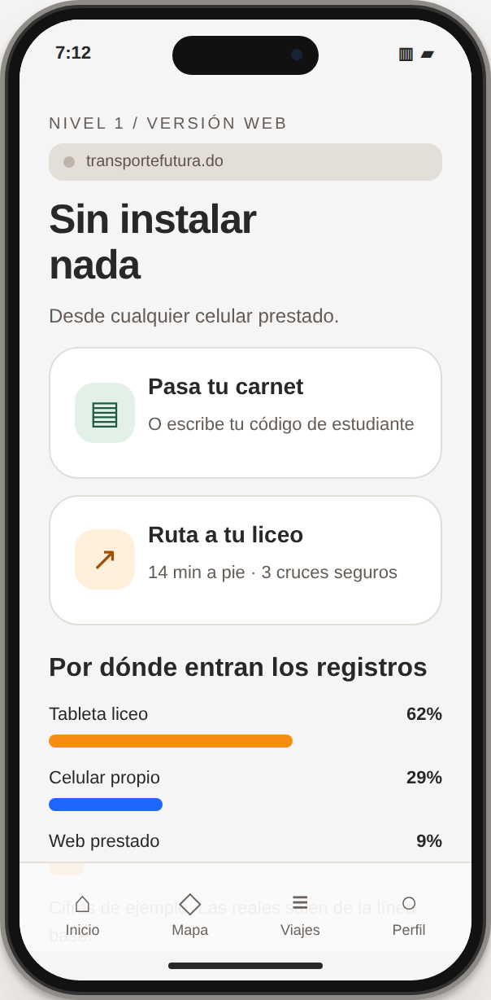 7:12
NIVEL 1 / VERSIÓN WEB
transportefutura.do
Sin instalar
nada
Desde cualquier celular prestado.
Pasa tu carnet
O escribe tu código de estudiante
Ruta a tu liceo
14 min a pie · 3 cruces seguros
Por dónde entran los registros
Tableta liceo 62%
Celular propio 29%
Web prestado 9%
Cifras de ejemplo. Las reales salen de la línea
base.
Inicio Mapa Viajes Perfil